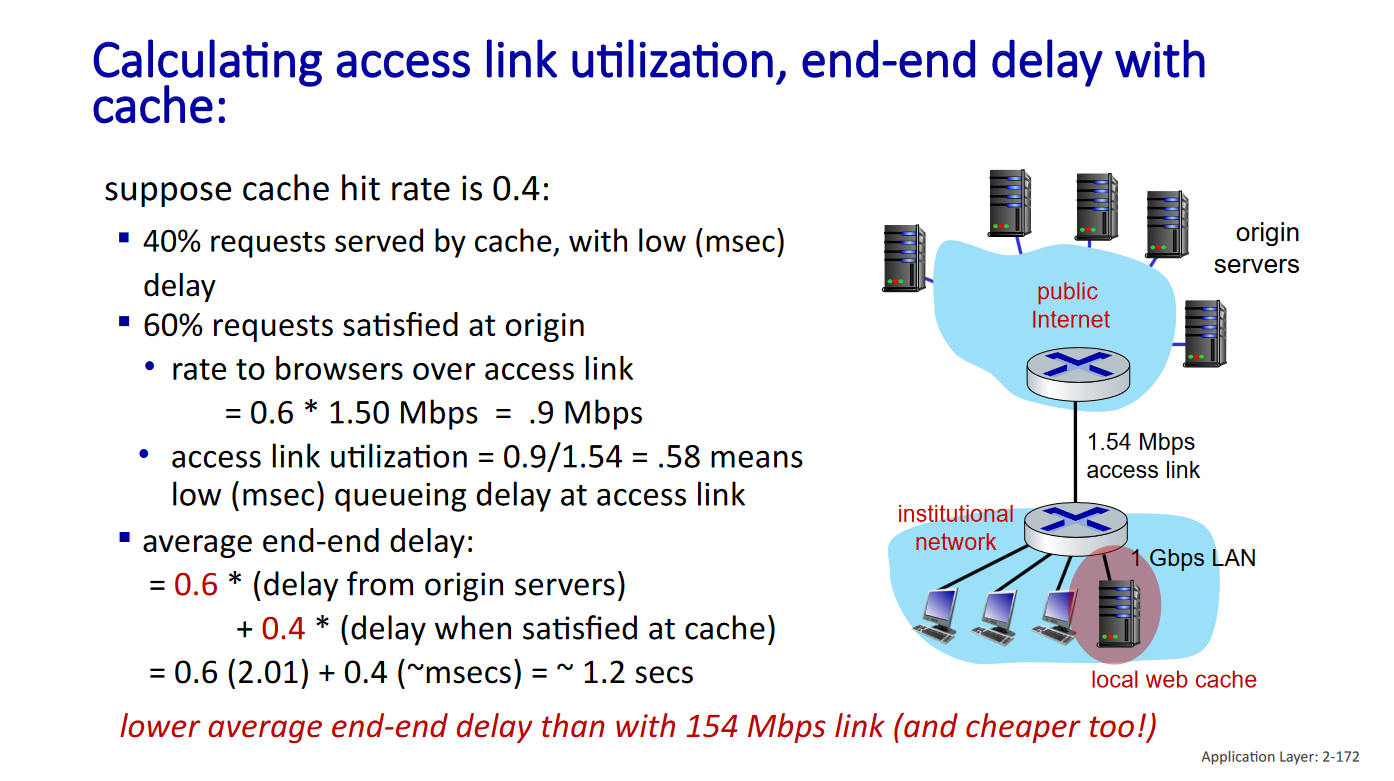 Calculating access link utilization, end-end delay with
cache:
suppose cache hit rate is 0.4:
▪ 40% requests served by cache, with low (msec)
delay
▪ 60% requests satisfied at origin
• rate to browsers over access link
= 0.6 * 1.50 Mbps = .9 Mbps
• access link utilization = 0.9/1.54 = .58 means
low (msec) queueing delay at access link
▪ average end-end delay:
= 0.6 * (delay from origin servers)
+ 0.4 * (delay when satisfied at cache)
= 0.6 (2.01) + 0.4 (~msecs) = ~ 1.2 secs
lower average end-end delay than with 154 Mbps link (and cheaper too!)
origin
servers
public
Internet
1.54 Mbps
access link
institutional
network
1 Gbps LAN
local web cache
Application Layer: 2-172